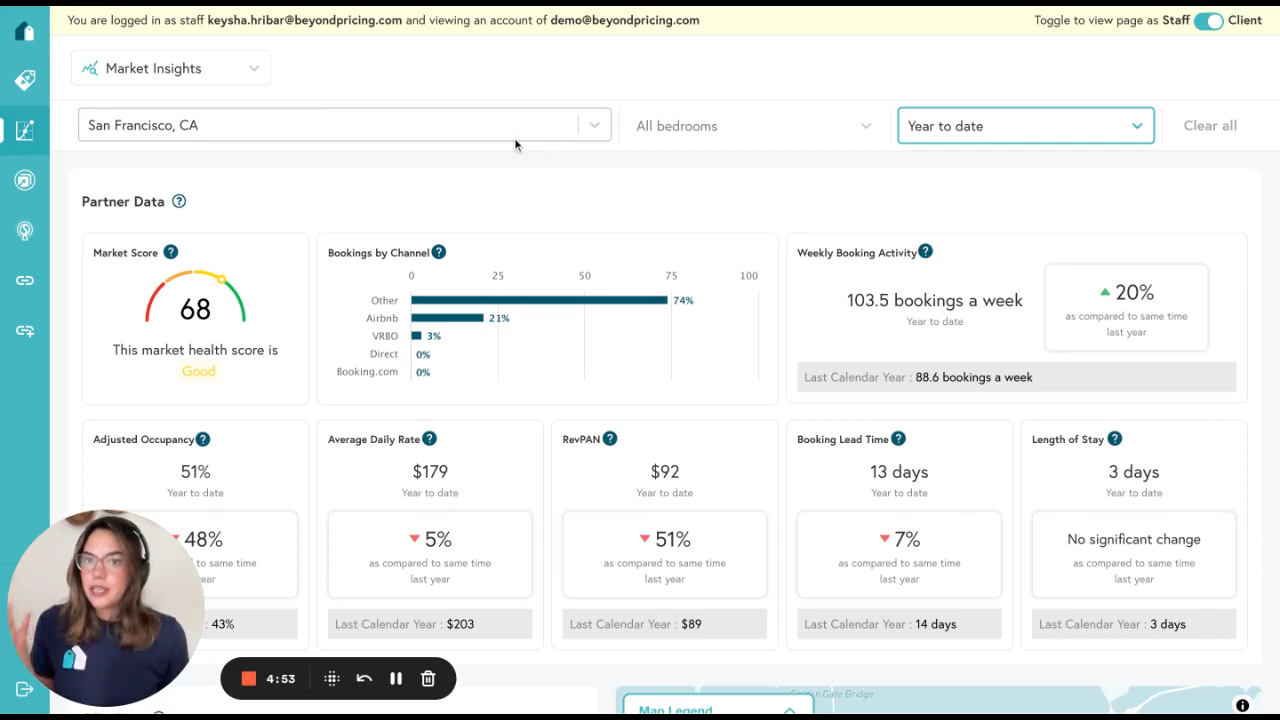 You are logged in as staff keysha.hribar@beyondpricing.com and viewing an account of demo@beyondpricing.com
Toggle to view page as Staff Client
Market Insights
San Francisco, CA
All bedrooms
Year to date
Clear all
Partner Data ?
Market Score ?
68
This market health score is
Good
Bookings by Channel ?
0 25 50 75 100
Other 74%
Airbnb 21%
VRBO 3%
Direct 0%
Booking.com 0%
Weekly Booking Activity ?
103.5 bookings a week
Year to date
20%
as compared to same time
last year
Last Calendar Year : 88.6 bookings a week
Adjusted Occupancy ?
51%
Year to date
48%
to same time
43%
Average Daily Rate ?
$179
Year to date
5%
as compared to same time
last year
Last Calendar Year : $203
RevPAN ?
$92
Year to date
51%
as compared to same time
last year
Last Calendar Year : $89
Booking Lead Time ?
13 days
Year to date
7%
as compared to same time
last year
Last Calendar Year : 14 days
Length of Stay ?
3 days
Year to date
No significant change
as compared to same time
last year
Last Calendar Year : 3 days
4:53
Map Legend
Golden Gate Bridge